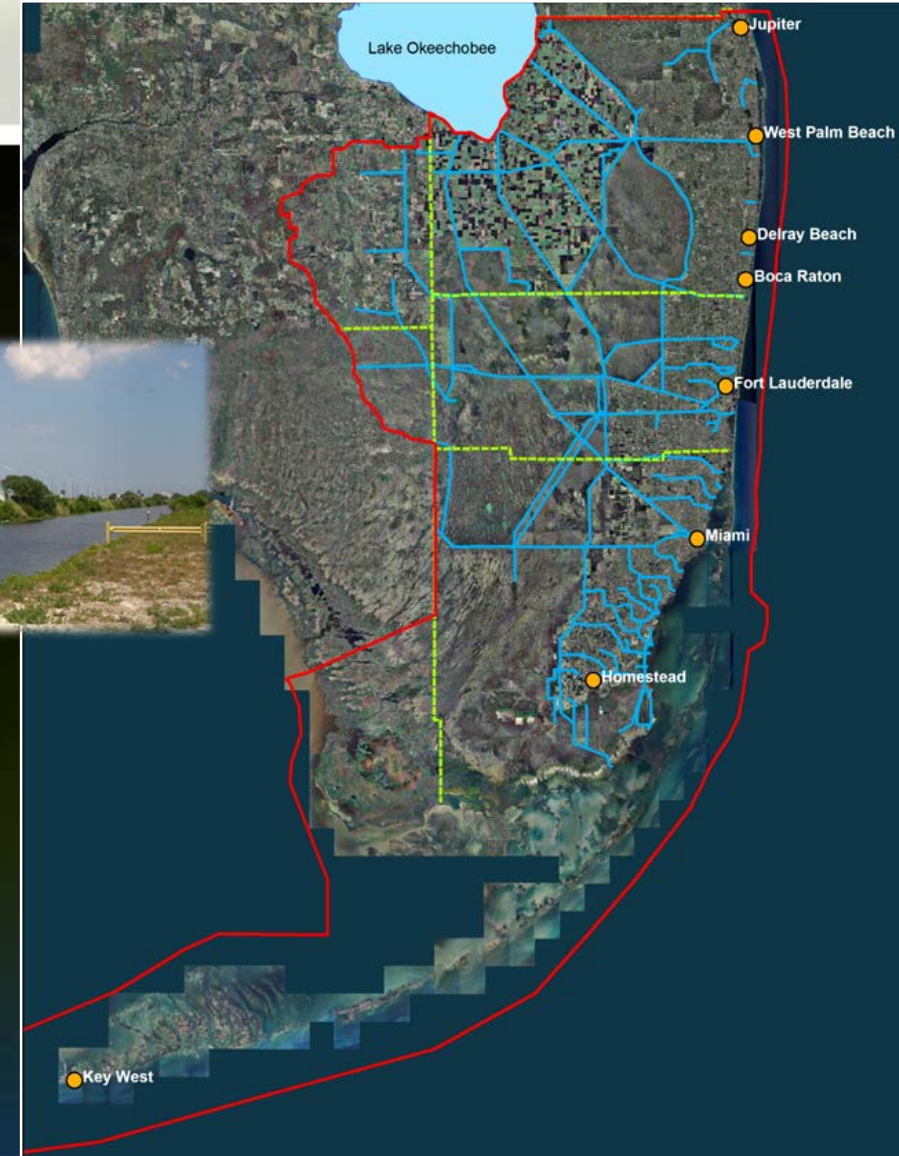 Jupiter
Lake Okeechobee
West Palm Beach
Delray Beach
Boca Raton
Fort Lauderdale
Miami
Homestead
Key West